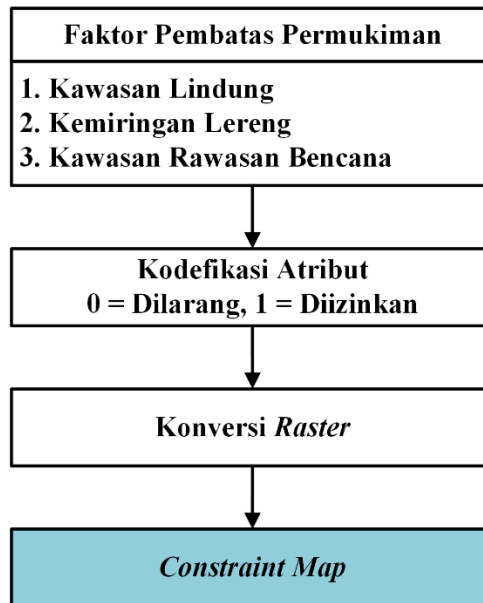 Faktor Pembatas Permukiman
1. Kawasan Lindung
2. Kemiringan Lereng
3. Kawasan Rawasan Bencana
Kodefikasi Atribut
0 = Dilarang, 1 = Diizinkan
Konversi Raster
Constraint Map